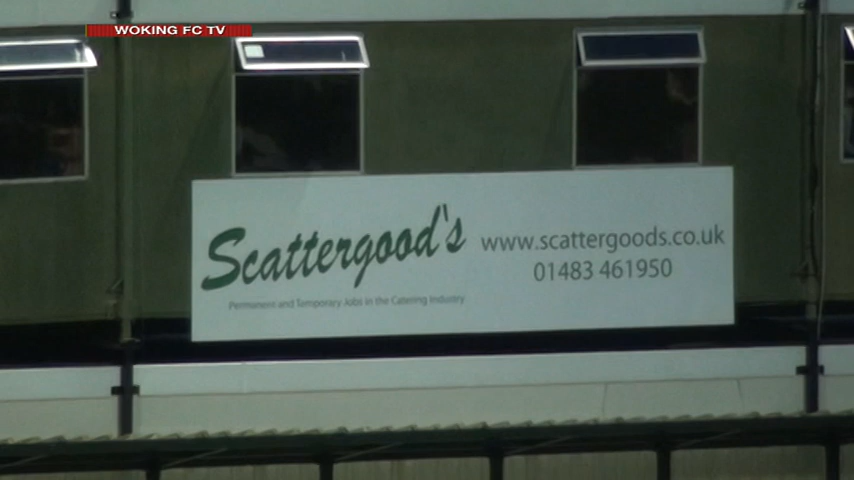 WOKING FC TV
Scattergood's
www.scattergoods.co.uk
01483 461950
Permanent and Temporary Jobs in the Catering Industry